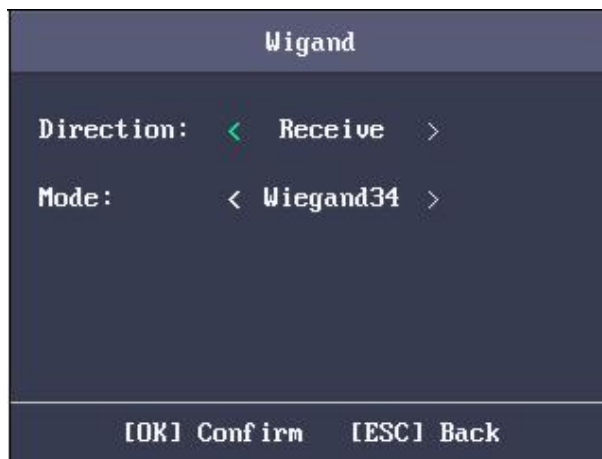 Wigand
Direction: < Receive >
Mode: < Wiegand34 >
[OK] Confirm [ESC] Back